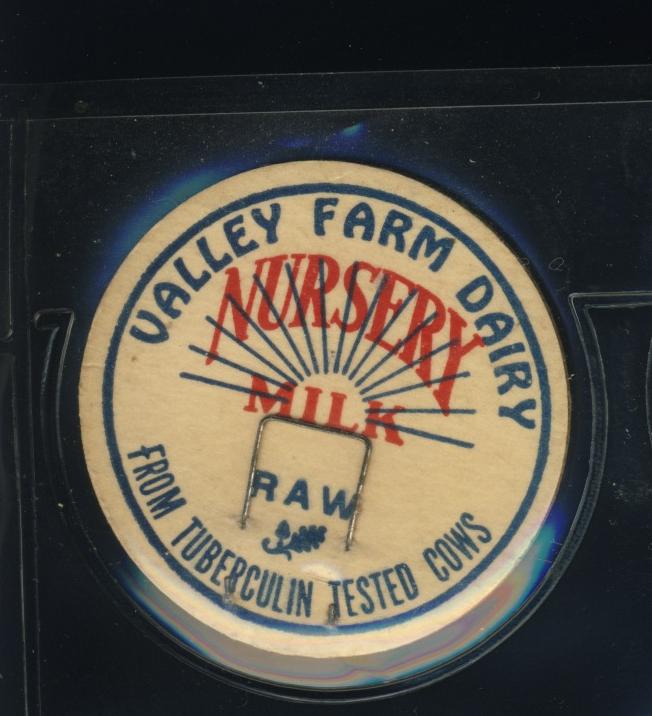 VALLEY FARM DAIRY
NURSERY
MILK
RAW
FROM TUBERCULIN TESTED COWS